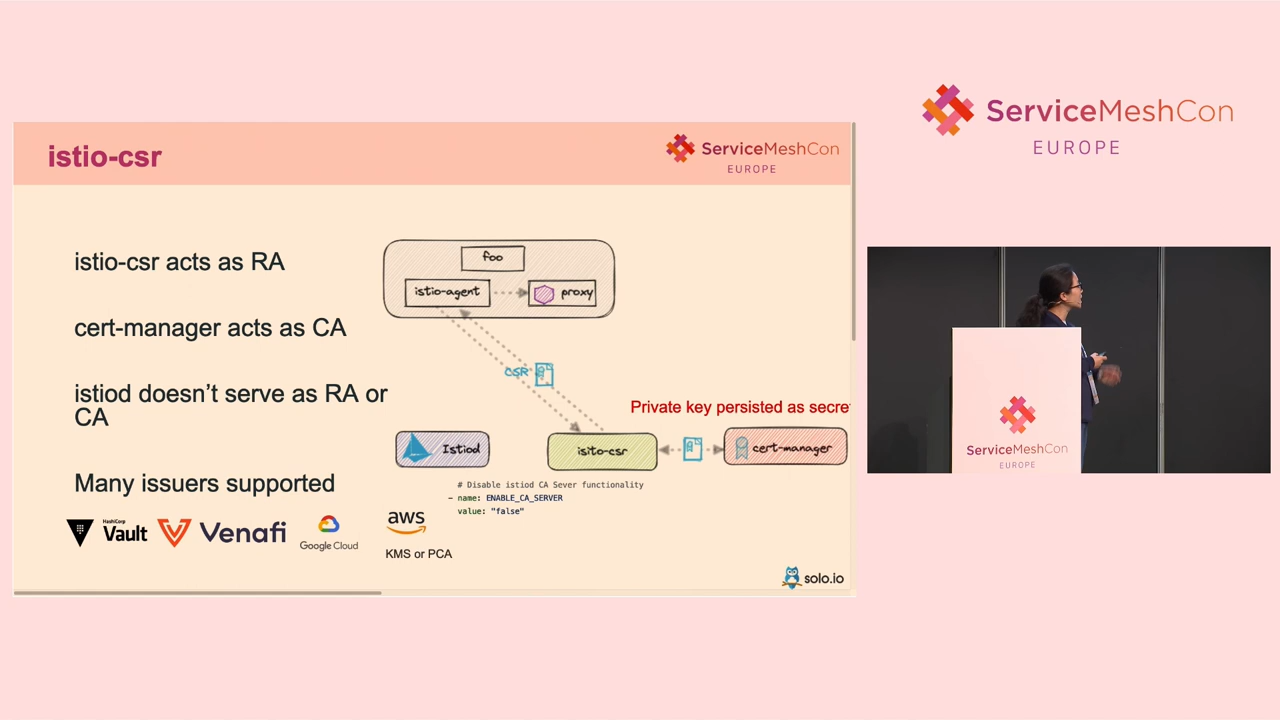 istio-csr
ServiceMeshCon
EUROPE
istio-csr acts as RA
cert-manager acts as CA
istiod doesn't serve as RA or
CA
Many issuers supported
HashiCorp
Vault
Venafi
Google Cloud
aws
KMS or PCA
foo
istio-agent
proxy
CSR
Private key persisted as secre
Istiod
isito-csr
cert-manager
# Disable istiod CA Sever functionality
- name: ENABLE_CA_SERVER
value: "false"
solo.io
ServiceMeshCon
EUROPE
ServiceMeshCon
EUROPE